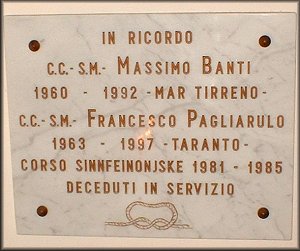 IN RICORDO
C.C.-S.M.- MASSIMO BANTI
1960 - 1992 -MAR TIRRENO-
C.C.-S.M- FRANCESCO PAGLIARULO
1963 - 1997 -TARANTO-
CORSO SINNFEINONJSKE 1981 - 1985
DECEDUTI IN SERVIZIO